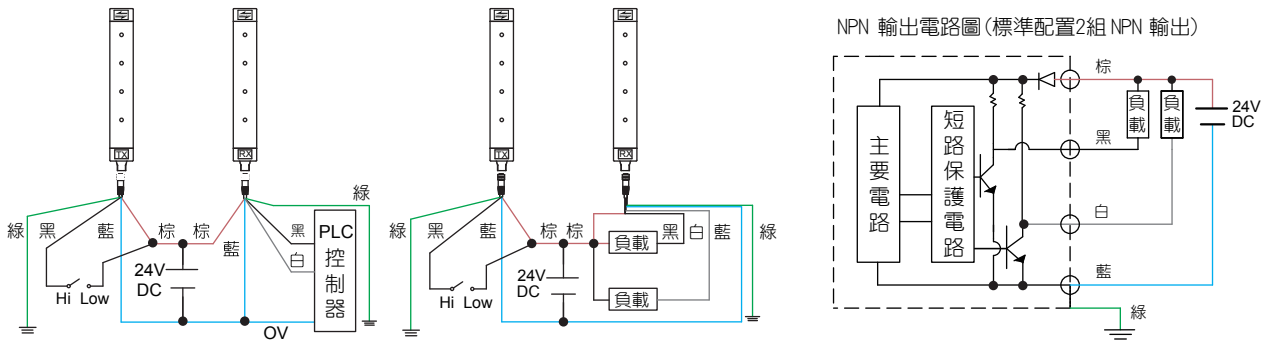 TX
RX
綠
黑
藍
棕
棕
藍
黑
白
綠
24V
DC
Hi Low
PLC
控
制
器
OV
TX
RX
綠
黑
藍
棕
棕
負載
黑
白
藍
綠
24V
DC
Hi Low
負載
NPN 輸出電路圖(標準配置2組 NPN 輸出)
棕
負
載
負
載
24V
DC
主
要
電
路
短
路
保
護
電
路
黑
白
藍
綠